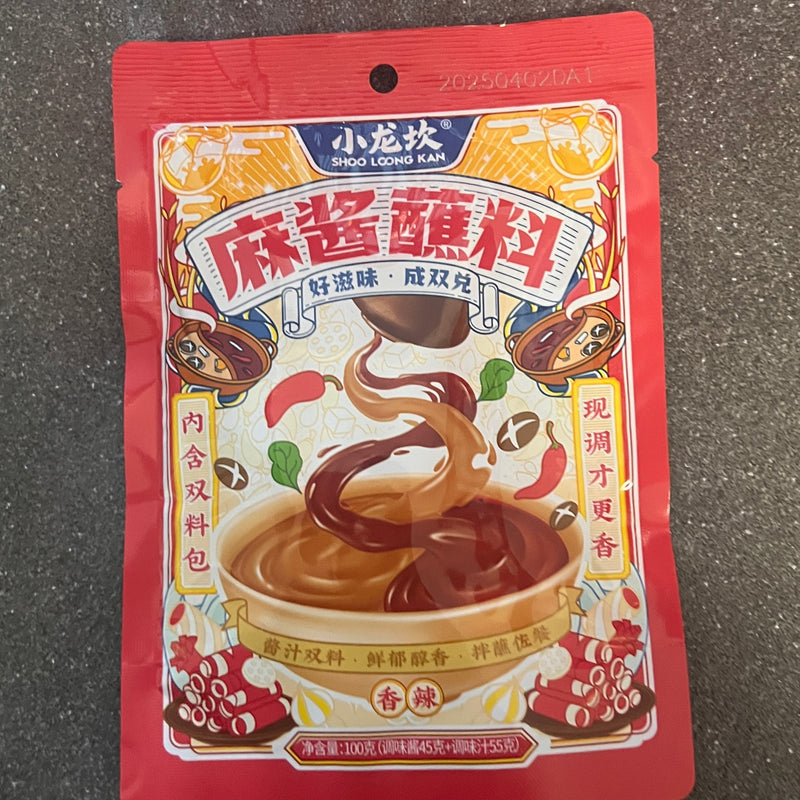 20250402DA1
小龙坎®
SHOO LOONG KAN
麻酱蘸料
好滋味·成双兑
内含双料包
现调才更香
酱汁双料·鲜郁醇香·拌蘸佐餐
香辣
净含量:100克(调味酱45克+调味汁55克)